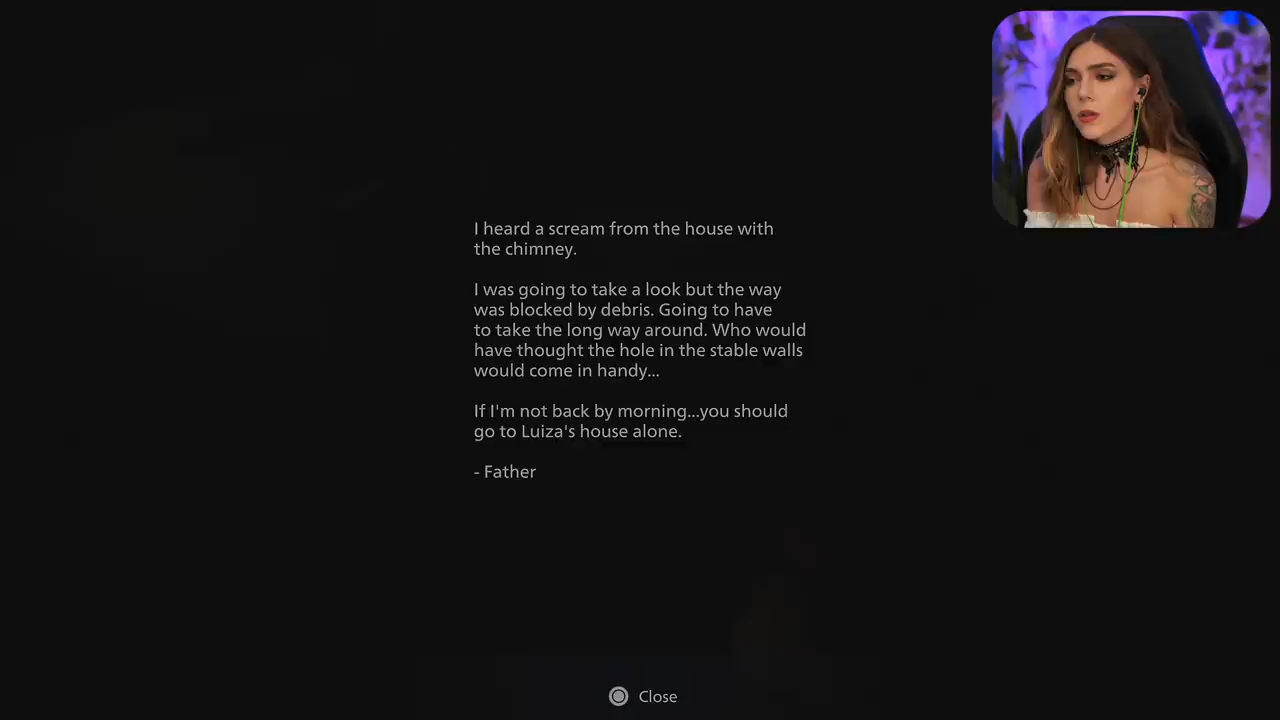 I heard a scream from the house with
the chimney.
I was going to take a look but the way
was blocked by debris. Going to have
to take the long way around. Who would
have thought the hole in the stable walls
would come in handy...
If I'm not back by morning...you should
go to Luiza's house alone.
- Father
Close